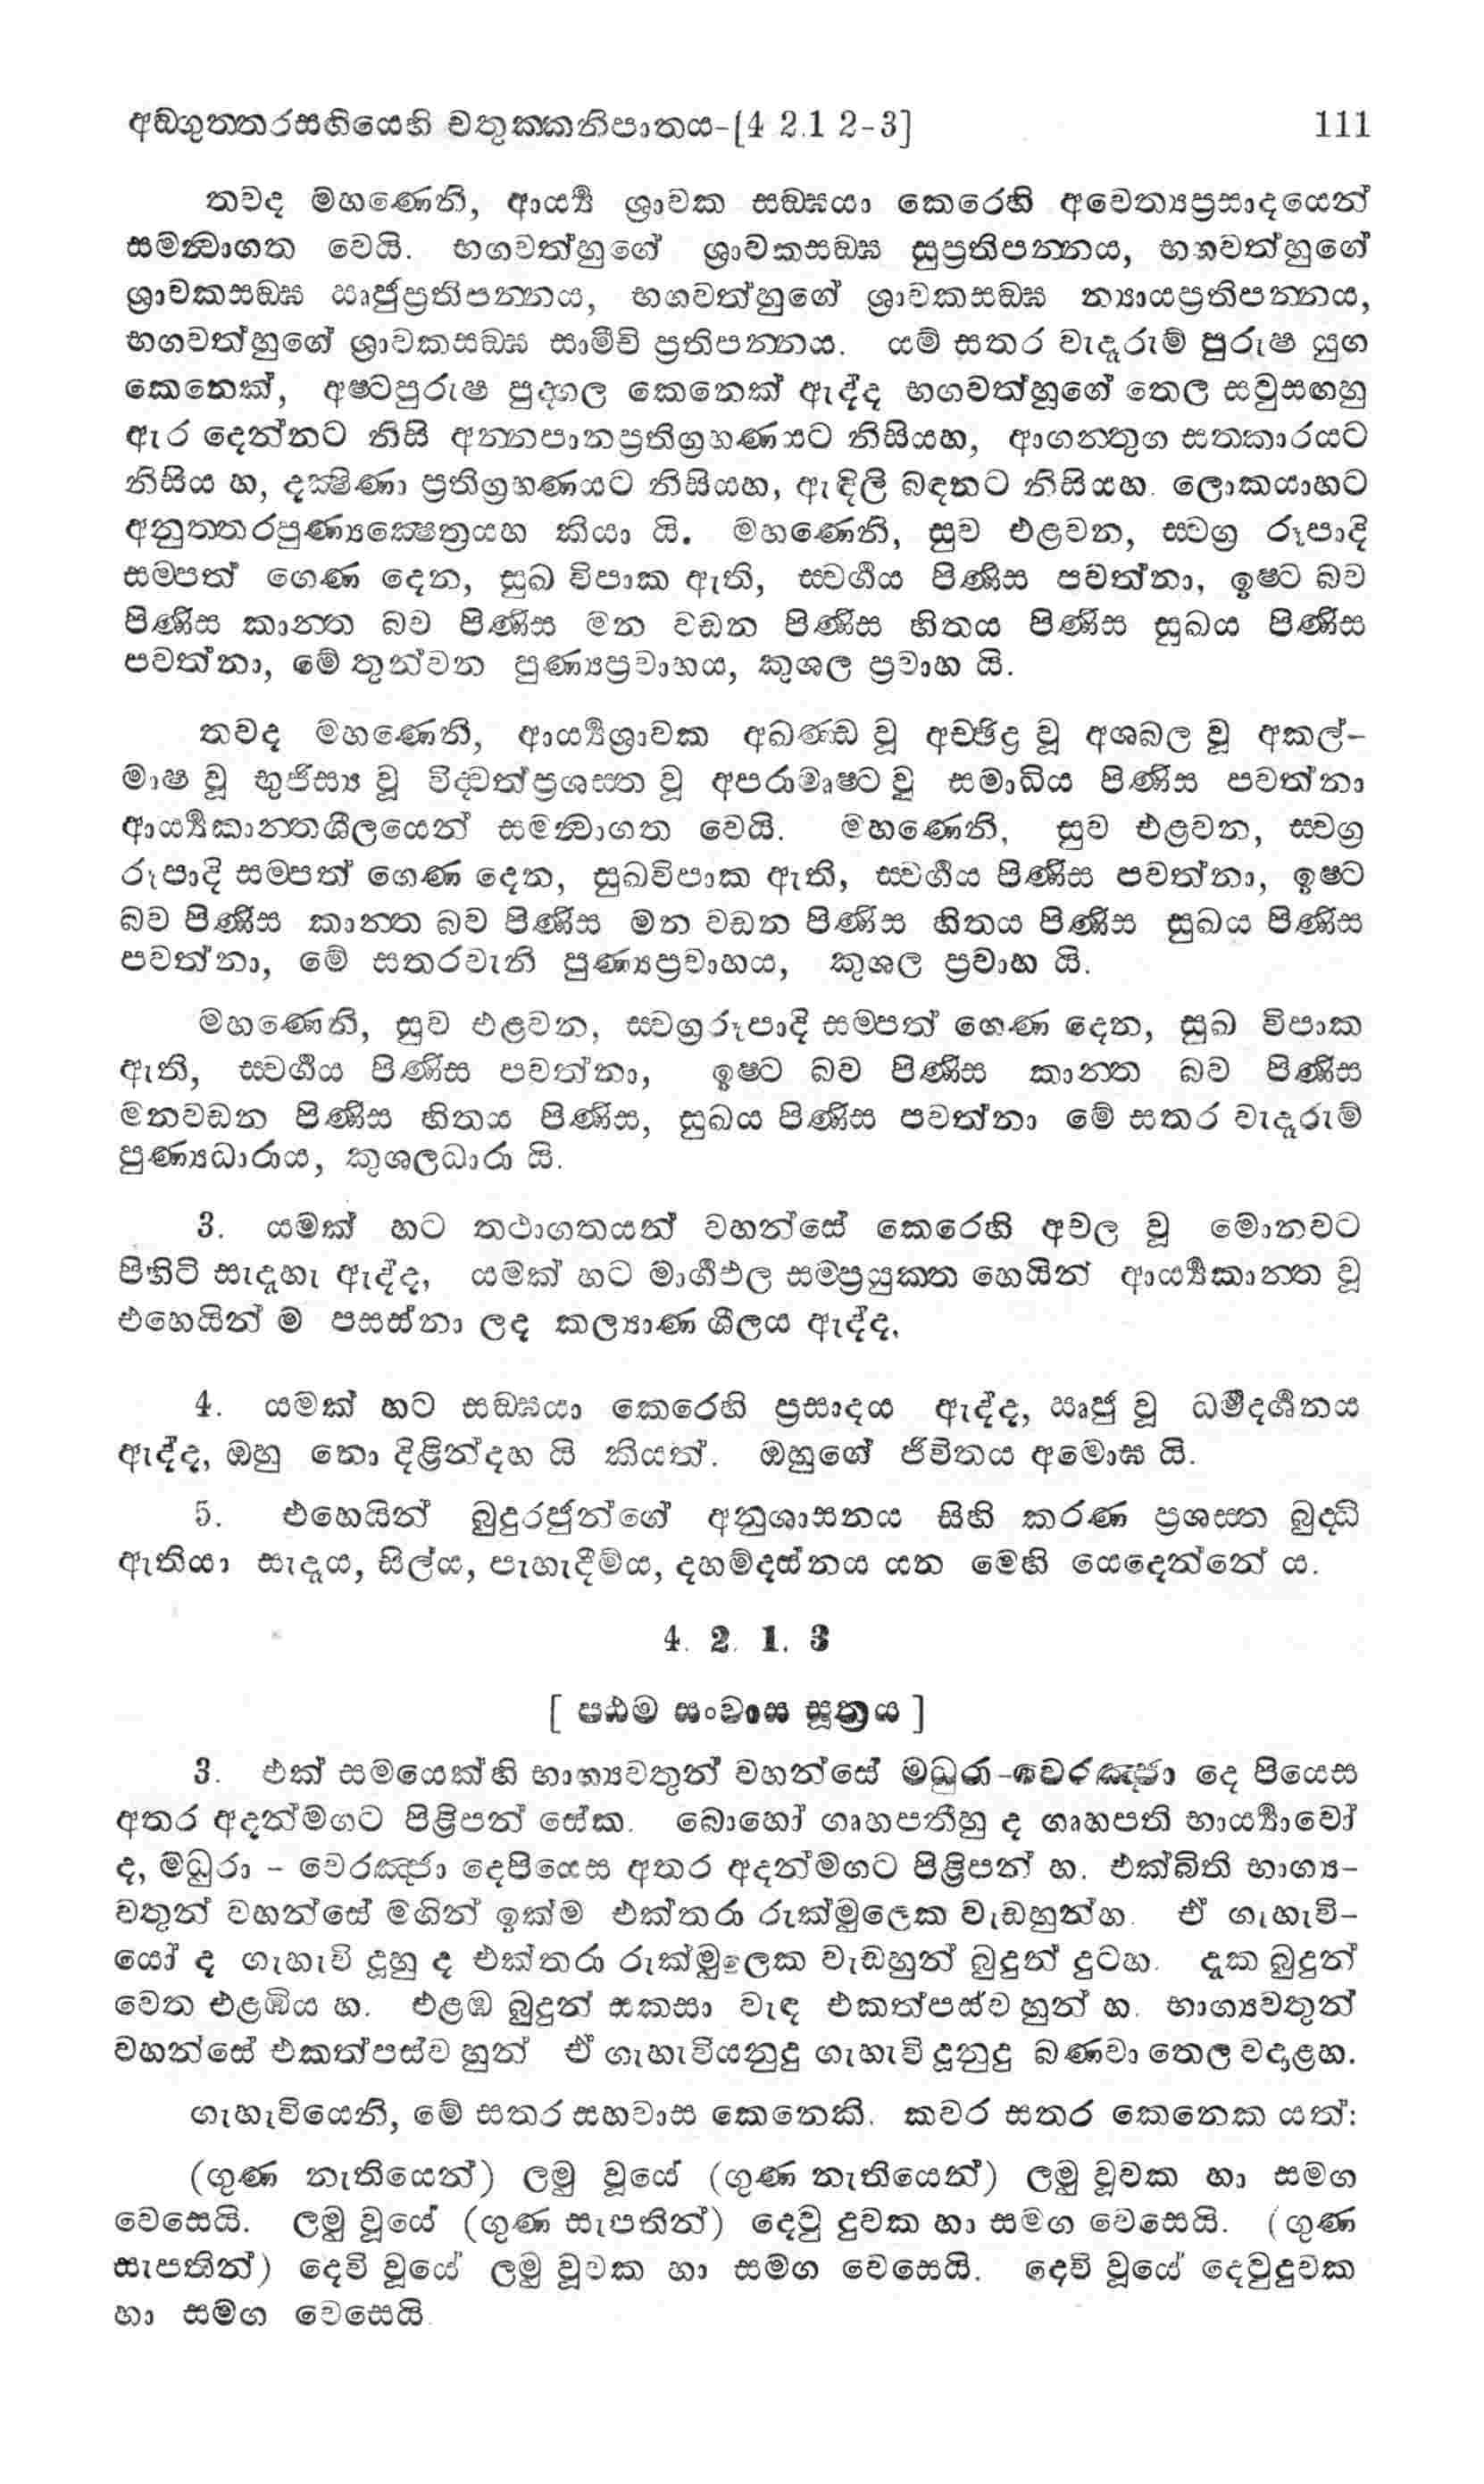 අඞ්ගුත්තරසඟියෙහි චතුක්කනිපාතය-[4 2.1 2-3] 111
තවද මහණෙනි, ආර්‍ය්‍ය ශ්‍රාවක සඞ්ඝයා කෙරෙහි අවෙත්‍යප්‍රසාදයෙන්
සමන්‍වාගත වෙයි. භගවත්හුගේ ශ්‍රාවකසඞ්ඝ සුප්‍රතිපන්නය, භගවත්හුගේ
ශ්‍රාවකසඞ්ඝ ඍජුප්‍රතිපන්නය, භගවත්හුගේ ශ්‍රාවකසඞ්ඝ න්‍යායප්‍රතිපන්නය,
භගවත්හුගේ ශ්‍රාවකසඞ්ඝ සාමීචි ප්‍රතිපන්නය. යම් සතර වැදෑරුම් පුරුෂ යුග
කෙනෙක්, අෂ්ටපුරුෂ පුද්ගල කෙනෙක් ඇද්ද භගවත්හුගේ තෙල සව්සඟහු
ඇර දෙන්නට නිසි අන්නපානප්‍රතිග්‍රහණයට නිසියහ, ආගන්තුග සත්කාරයට
නිසිය හ, දක්‍ෂිණා ප්‍රතිග්‍රහණයට නිසියහ, ඇඳිලි බඳනට නිසියහ. ලොකයාහට
අනුත්තරපුණ්‍යක්‍ෂෙත්‍රයහ කියා යි. මහණෙනි, සුව එළවන, ස්වග්‍ර රූපාදි
සම්පත් ගෙණ දෙන, සුඛ විපාක ඇති, ස්වර්‍ගය පිණිස පවත්නා, ඉෂ්ට බව
පිණිස කාන්ත බව පිණිස මන වඩන පිණිස හිතය පිණිස සුඛය පිණිස
පවත්නා, මේ තුන්වන පුණ්‍යප්‍රවාහය, කුශල ප්‍රවාහ යි.
තවද මහණෙනි, ආර්‍ය්‍යශ්‍රාවක අඛණ්ඩ වූ අච්ඡිද්‍ර වූ අශබල වූ අකල්-
මාෂ වූ භුජිස්‍ය වූ විද්වත්ප්‍රශස්ත වූ අපරාමෘෂ්ට වූ සමාධිය පිණිස පවත්නා
ආර්‍ය්‍යකාන්තශීලයෙන් සමන්‍වාගත වෙයි. මහණෙනි, සුව එළවන, ස්වග්‍ර
රූපාදි සම්පත් ගෙණ දෙන, සුඛවිපාක ඇති, ස්වර්‍ගය පිණිස පවත්නා, ඉෂ්ට
බව පිණිස කාන්ත බව පිණිස මන වඩන පිණිස හිතය පිණිස සුඛය පිණිස
පවත්නා, මේ සතරවැනි පුණ්‍යප්‍රවාහය, කුශල ප්‍රවාහ යි.
මහණෙනි, සුව එළවන, ස්වග්‍රරූපාදි සම්පත් ගෙණ දෙන, සුඛ විපාක
ඇති, ස්වර්‍ගය පිණිස පවත්නා, ඉෂ්ට බව පිණිස කාන්ත බව පිණිස
මනවඩන පිණිස හිතය පිණිස, සුඛය පිණිස පවත්නා මේ සතර වැදෑරුම්
පුණ්‍යධාරාය, කුශලධාරා යි.
3. යමක් හට තථාගතයන් වහන්සේ කෙරෙහි අචල වූ මොනවට
පිහිටි සැදැහැ ඇද්ද, යමක් හට මාර්‍ගඵල සම්ප්‍රයුක්ත හෙයින් ආර්‍ය්‍යකාන්ත වූ
එහෙයින් ම පසස්නා ලද කල්‍යාණ ශීලය ඇද්ද,
4. යමක් හට සඞ්ඝයා කෙරෙහි ප්‍රසාදය ඇද්ද, ඍජු වූ ධර්‍මදර්‍ශනය
ඇද්ද, ඔහු නො දිළින්දහ යි කියත්. ඔහුගේ ජීවිතය අමොඝ යි.
5. එහෙයින් බුදුරජුන්ගේ අනුශාසනය සිහි කරණ ප්‍රශස්ත බුද්ධි
ඇතියා සැදෑය, සිල්ය, පැහැදීම්ය, දහම්දස්නය යන මෙහි යෙදෙන්නේ ය.
4. 2. 1. 3
[ පඨම සංවාස සූත්‍රය ]
3. එක් සමයෙක්හි භාග්‍යවතුන් වහන්සේ මධුරා-වෙරඤ්ජා දෙ පියෙස
අතර අදන්මගට පිළිපන් සේක. බොහෝ ගෘහපතීහු ද ගෘහපති භාර්‍ය්‍යාවෝ
ද, මධුරා - වෙරඤ්ජා දෙපියෙස අතර අදන්මගට පිළිපන් හ. එක්බිති භාග්‍ය-
වතුන් වහන්සේ මගින් ඉක්ම එක්තරා රුක්මුලෙක වැඩහුන්හ. ඒ ගැහැවි-
යෝ ද ගැහැවි දූහු ද එක්තරා රුක්මුලෙක වැඩහුන් බුදුන් දුටහ. දැක බුදුන්
වෙත එළඹිය හ. එළඹ බුදුන් සකසා වැඳ එකත්පස්ව හුන් හ. භාග්‍යවතුන්
වහන්සේ එකත්පස්ව හුන් ඒ ගැහැවියනුදු ගැහැවි දූනුදු බණවා තෙල වදාළහ.
ගැහැවියෙනි, මේ සතර සහවාස කෙනෙකි. කවර සතර කෙනෙක යත්:
(ගුණ නැතියෙන්) ලමු වූයේ (ගුණ නැතියෙන්) ලමු වූවක හා සමග
වෙසෙයි. ලමු වූයේ (ගුණ සැපතින්) දෙව් දුවක හා සමග වෙසෙයි. (ගුණ
සැපතින්) දෙවි වූයේ ලමු වූවක හා සමග වෙසෙයි. දෙවි වූයේ දෙව්දුවක
හා සමග වෙසෙයි.